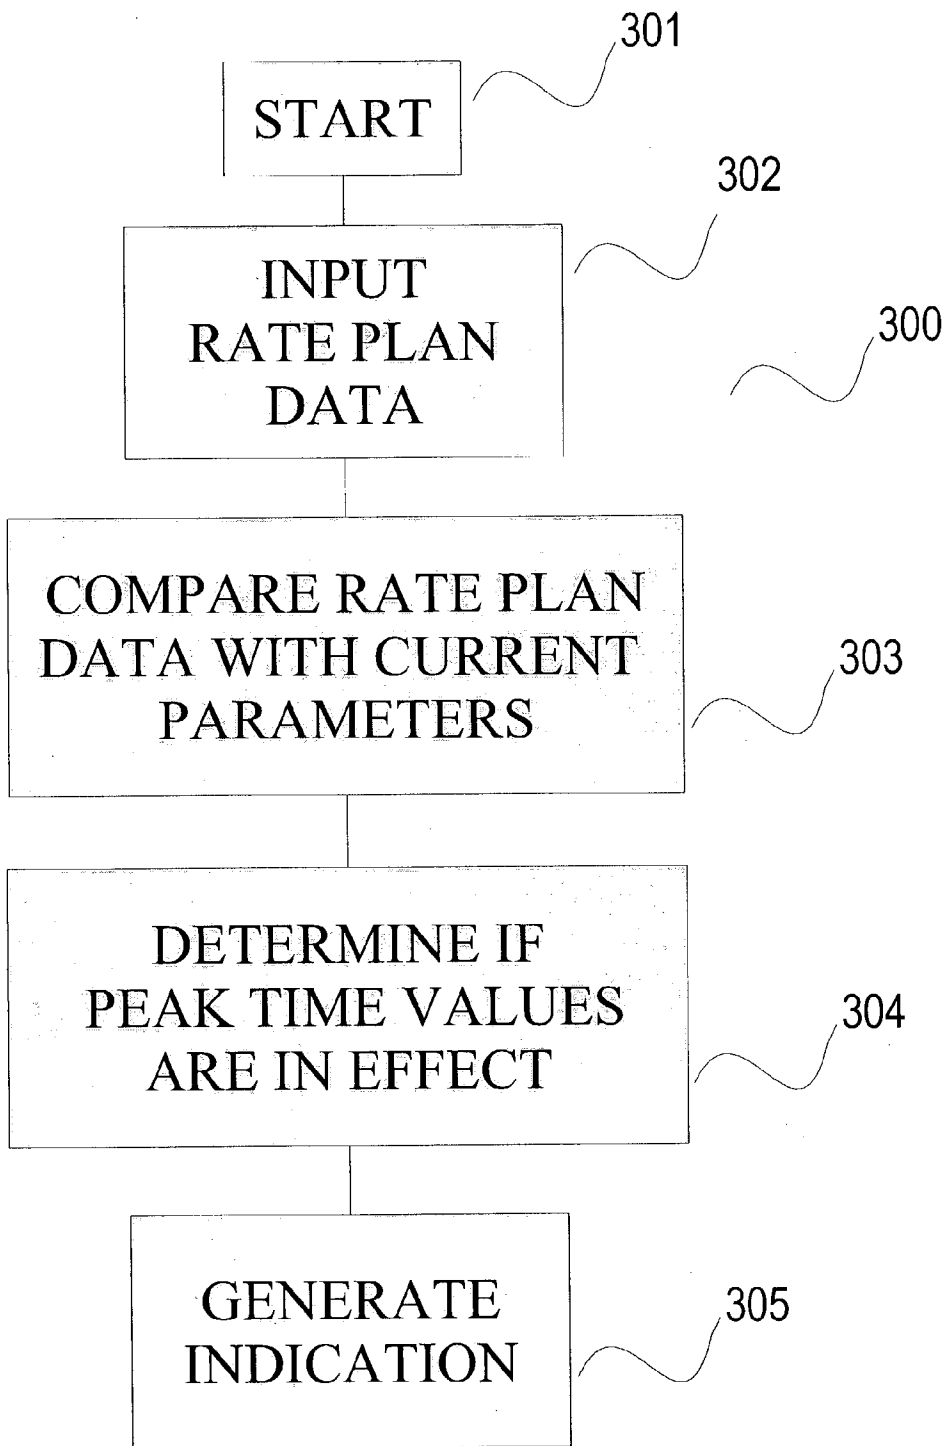 301
START
302
INPUT
RATE PLAN
DATA
300
COMPARE RATE PLAN
DATA WITH CURRENT
PARAMETERS
303
DETERMINE IF
PEAK TIME VALUES
ARE IN EFFECT
304
GENERATE
INDICATION
305